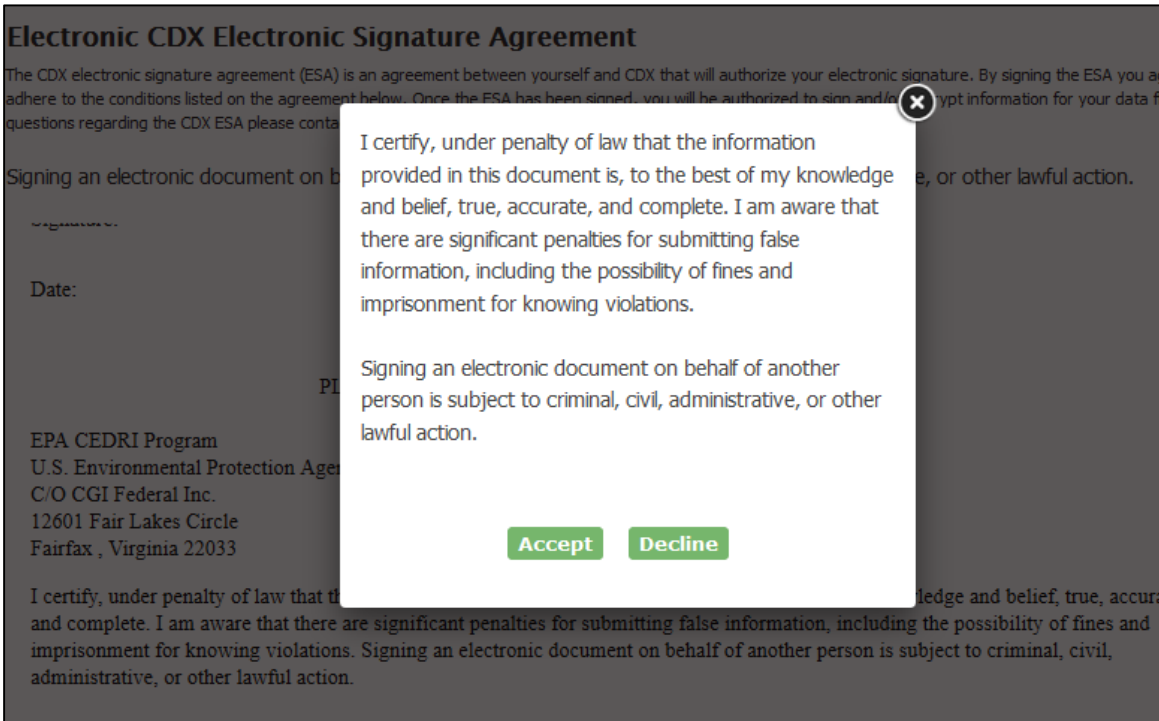 Electronic CDX Electronic Signature Agreement
The CDX electronic signature agreement (ESA) is an agreement between yourself and CDX that will authorize your electronic signature. By signing the ESA you
adhere to the conditions listed on the agreement below. Once the ESA has been signed, you will be authorized to sign and/o rypt information for your data
questions regarding the CDX ESA please
I certify, under penalty of law that the information
provided in this document is, to the best of my knowledge
and belief, true, accurate, and complete. I am aware that
there are significant penalties for submitting false
information, including the possibility of fines and
imprisonment for knowing violations.
Signing an electronic document on behalf of another
person is subject to criminal, civil, administrative, or other
lawful action.
Accept Decline
Signing an electronic document on b e, or other lawful action.
Signature:
Date:
PL
EPA CEDRI Program
U.S. Environmental Protection Agen
C/O CGI Federal Inc.
12601 Fair Lakes Circle
Fairfax , Virginia 22033
I certify, under penalty of law that th ledge and belief, true, accura
and complete. I am aware that there are significant penalties for submitting false information, including the possibility of fines and
imprisonment for knowing violations. Signing an electronic document on behalf of another person is subject to criminal, civil,
administrative, or other lawful action.